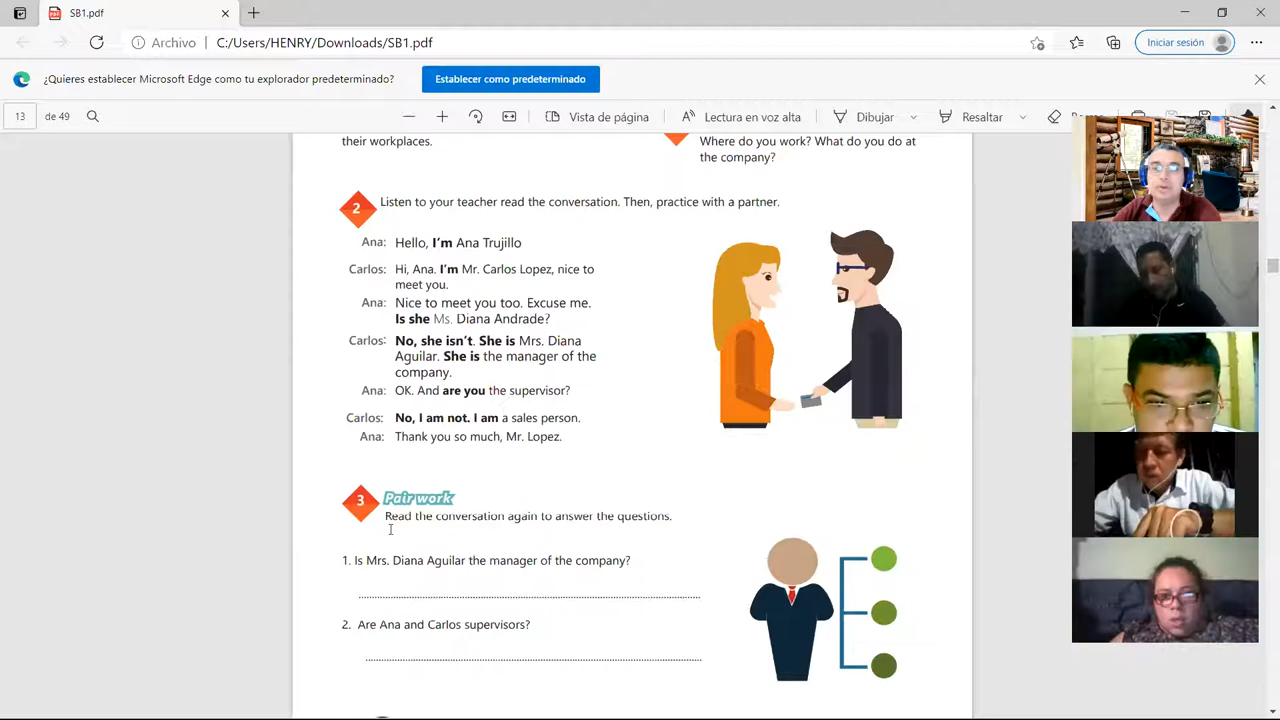 SB1.pdf
Archivo
C:/Users/HENRY/Downloads/SB1.pdf
Iniciar sesión
¿Quieres establecer Microsoft Edge como tu explorador predeterminado?
Establecer como predeterminado
13
de 49
Vista de página
Lectura en voz alta
Dibujar
Resaltar
their workplaces.
Where do you work? What do you do at
the company?
2
Listen to your teacher read the conversation. Then, practice with a partner.
Ana: Hello, I'm Ana Trujillo
Carlos: Hi, Ana. I'm Mr. Carlos Lopez, nice to
meet you.
Ana: Nice to meet you too. Excuse me.
Is she Ms. Diana Andrade?
Carlos: No, she isn't. She is Mrs. Diana
Aguilar. She is the manager of the
company.
Ana: OK. And are you the supervisor?
Carlos: No, I am not. I am a sales person.
Ana: Thank you so much, Mr. Lopez.
3
Pair work
Read the conversation again to answer the questions.
1. Is Mrs. Diana Aguilar the manager of the company?
2. Are Ana and Carlos supervisors?